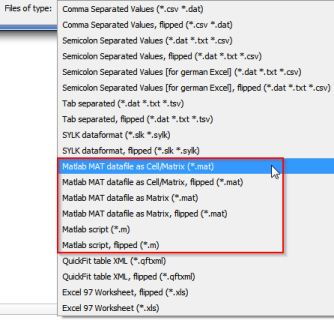 Files of type:
Comma Separated Values (*.csv *.dat)
Comma Separated Values, flipped (*.csv *.dat)
Semicolon Separated Values (*.dat *.txt *.csv)
Semicolon Separated Values, flipped (*.dat *.txt *.csv)
Semicolon Separated Values [for german Excel] (*.dat *.txt *.csv)
Semicolon Separated Values [for german Excel], flipped (*.dat *.txt *.csv)
Tab separated (*.dat *.txt *.tsv)
Tab separated, flipped (*.dat *.txt *.tsv)
SYLK dataformat (*.slk *.sylk)
SYLK dataformat, flipped (*.slk *.sylk)
Matlab MAT datafile as Cell/Matrix (*.mat)
Matlab MAT datafile as Cell/Matrix, flipped (*.mat)
Matlab MAT datafile as Matrix (*.mat)
Matlab MAT datafile as Matrix, flipped (*.mat)
Matlab script (*.m)
Matlab script, flipped (*.m)
QuickFit table XML (*.qftxml)
QuickFit table XML, flipped (*.qftxml)
Excel 97 Worksheet (*.xls)
Excel 97 Worksheet, flipped (*.xls)